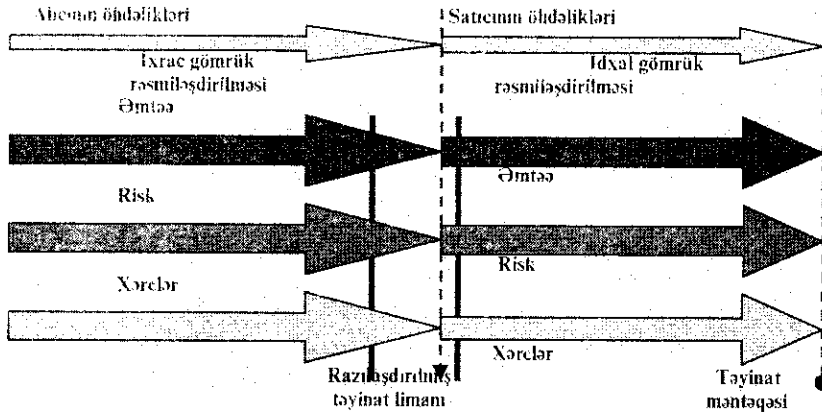 Alıcının öhdəlikləri
Satıcının öhdəlikləri
İxrac gömrük
rəsmiləşdirilməsi
İdxal gömrük
rəsmiləşdirilməsi
Əmtəə
Əmtəə
Risk
Risk
Xərclər
Xərclər
Razılaşdırılmış
təyinat limanı
Təyinat
məntəqəsi